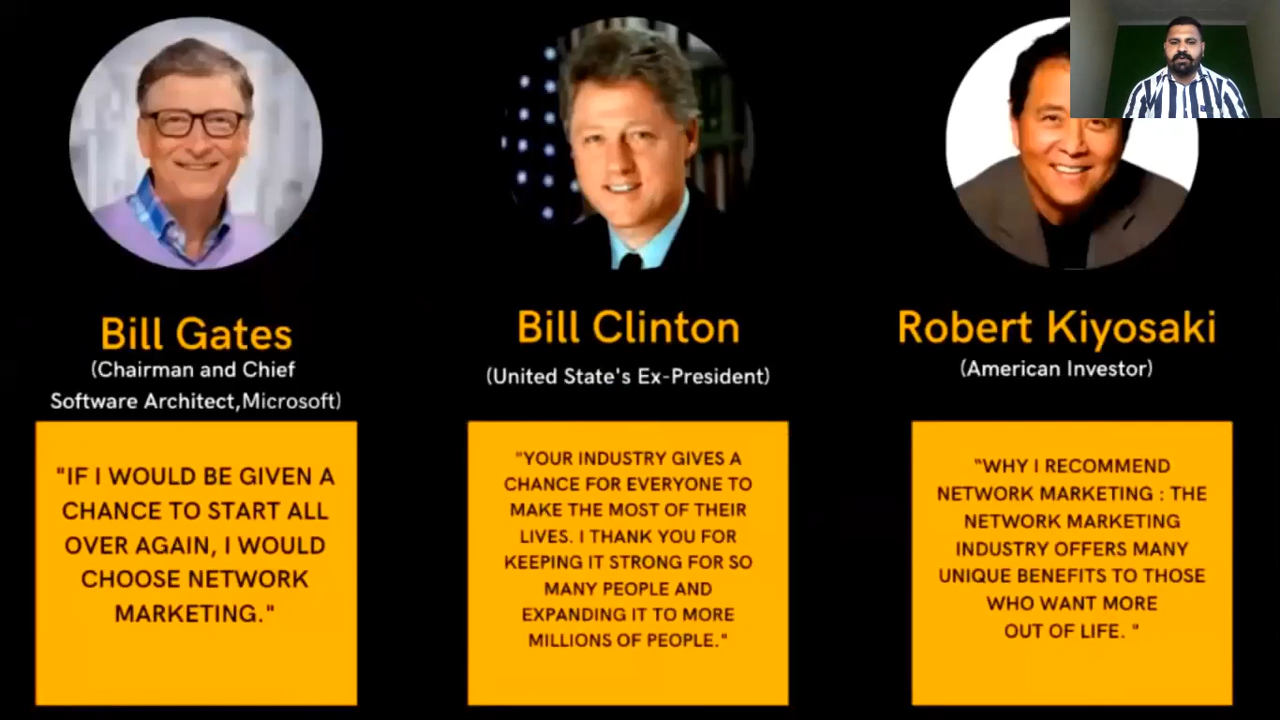 Bill Gates
(Chairman and Chief
Software Architect,Microsoft)
"IF I WOULD BE GIVEN A
CHANCE TO START ALL
OVER AGAIN, I WOULD
CHOOSE NETWORK
MARKETING."
Bill Clinton
(United State's Ex-President)
"YOUR INDUSTRY GIVES A
CHANCE FOR EVERYONE TO
MAKE THE MOST OF THEIR
LIVES. I THANK YOU FOR
KEEPING IT STRONG FOR SO
MANY PEOPLE AND
EXPANDING IT TO MORE
MILLIONS OF PEOPLE."
Robert Kiyosaki
(American Investor)
"WHY I RECOMMEND
NETWORK MARKETING : THE
NETWORK MARKETING
INDUSTRY OFFERS MANY
UNIQUE BENEFITS TO THOSE
WHO WANT MORE
OUT OF LIFE. "